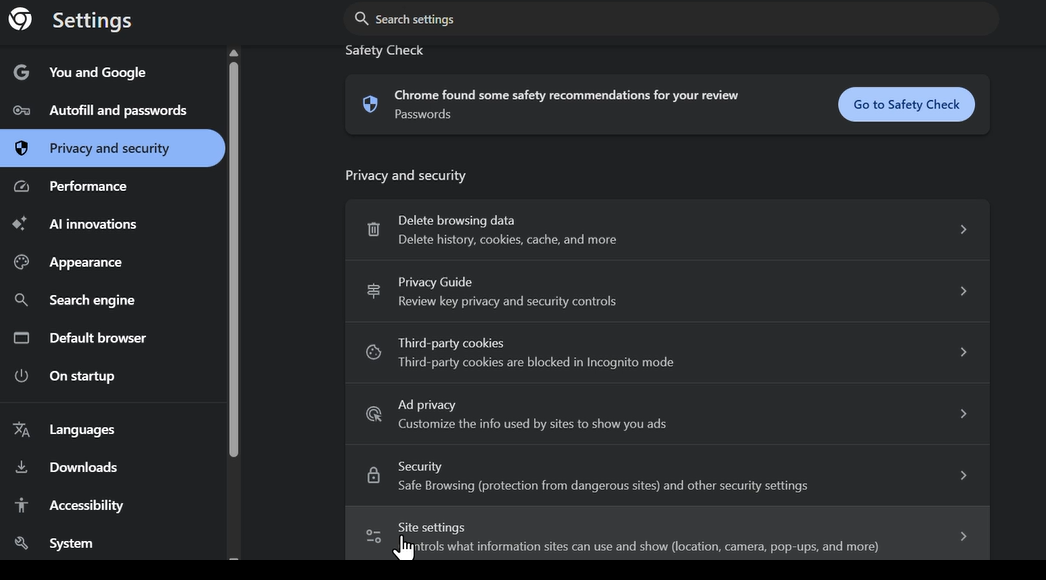 Settings
Search settings
You and Google
Autofill and passwords
Privacy and security
Performance
AI innovations
Appearance
Search engine
Default browser
On startup
Languages
Downloads
Accessibility
System
Safety Check
Chrome found some safety recommendations for your review
Passwords
Go to Safety Check
Privacy and security
Delete browsing data
Delete history, cookies, cache, and more
Privacy Guide
Review key privacy and security controls
Third-party cookies
Third-party cookies are blocked in Incognito mode
Ad privacy
Customize the info used by sites to show you ads
Security
Safe Browsing (protection from dangerous sites) and other security settings
Site settings
what information sites can use and show (location, camera, pop-ups, and more)